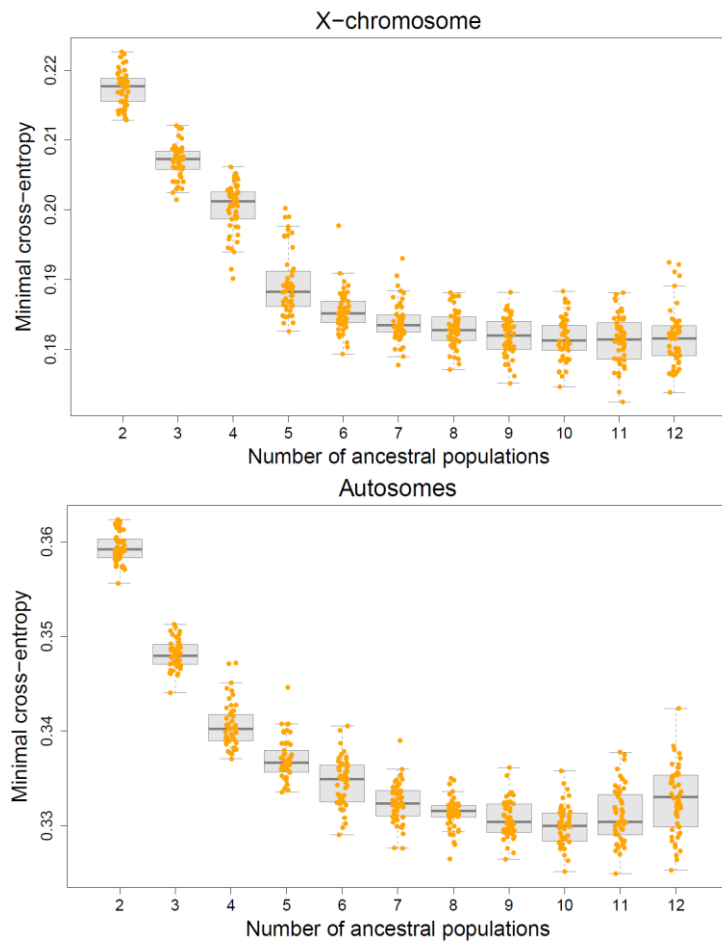 X-chromosome
Minimal cross-entropy
0.22
0.21
0.20
0.19
0.18
2 3 4 5 6 7 8 9 10 11 12
Number of ancestral populations
Autosomes
Minimal cross-entropy
0.36
0.35
0.34
0.33
2 3 4 5 6 7 8 9 10 11 12
Number of ancestral populations